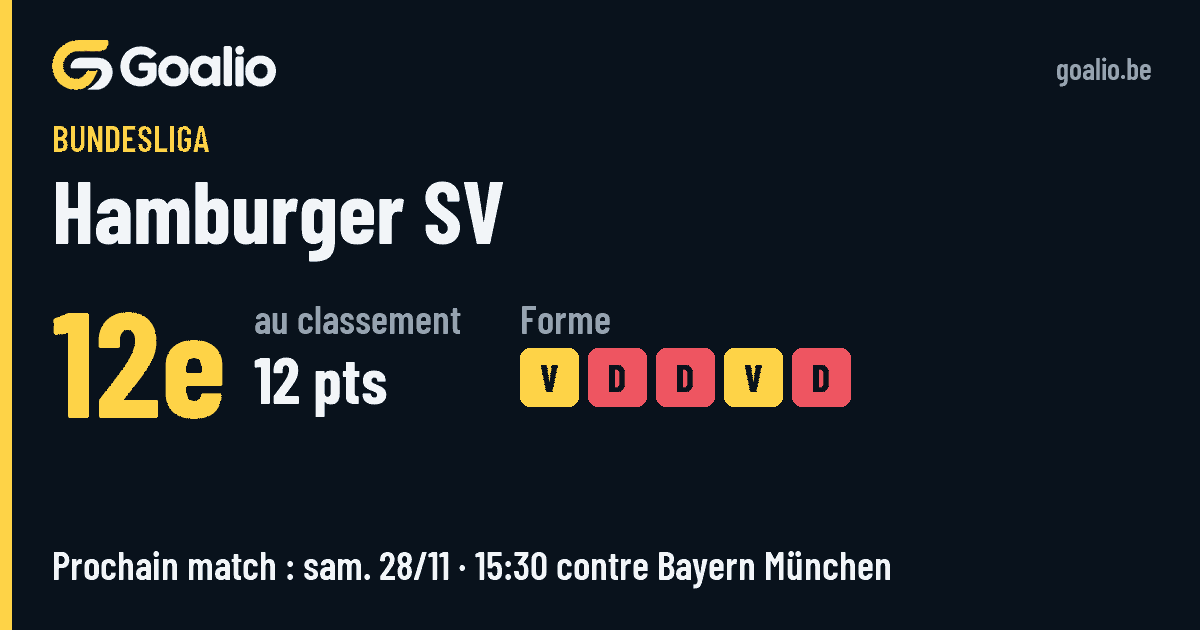 Goalio
goalio.be
BUNDESLIGA
Hamburger SV
12e
au classement
12 pts
Forme
V D D V D
Prochain match : sam. 28/11 · 15:30 contre Bayern München